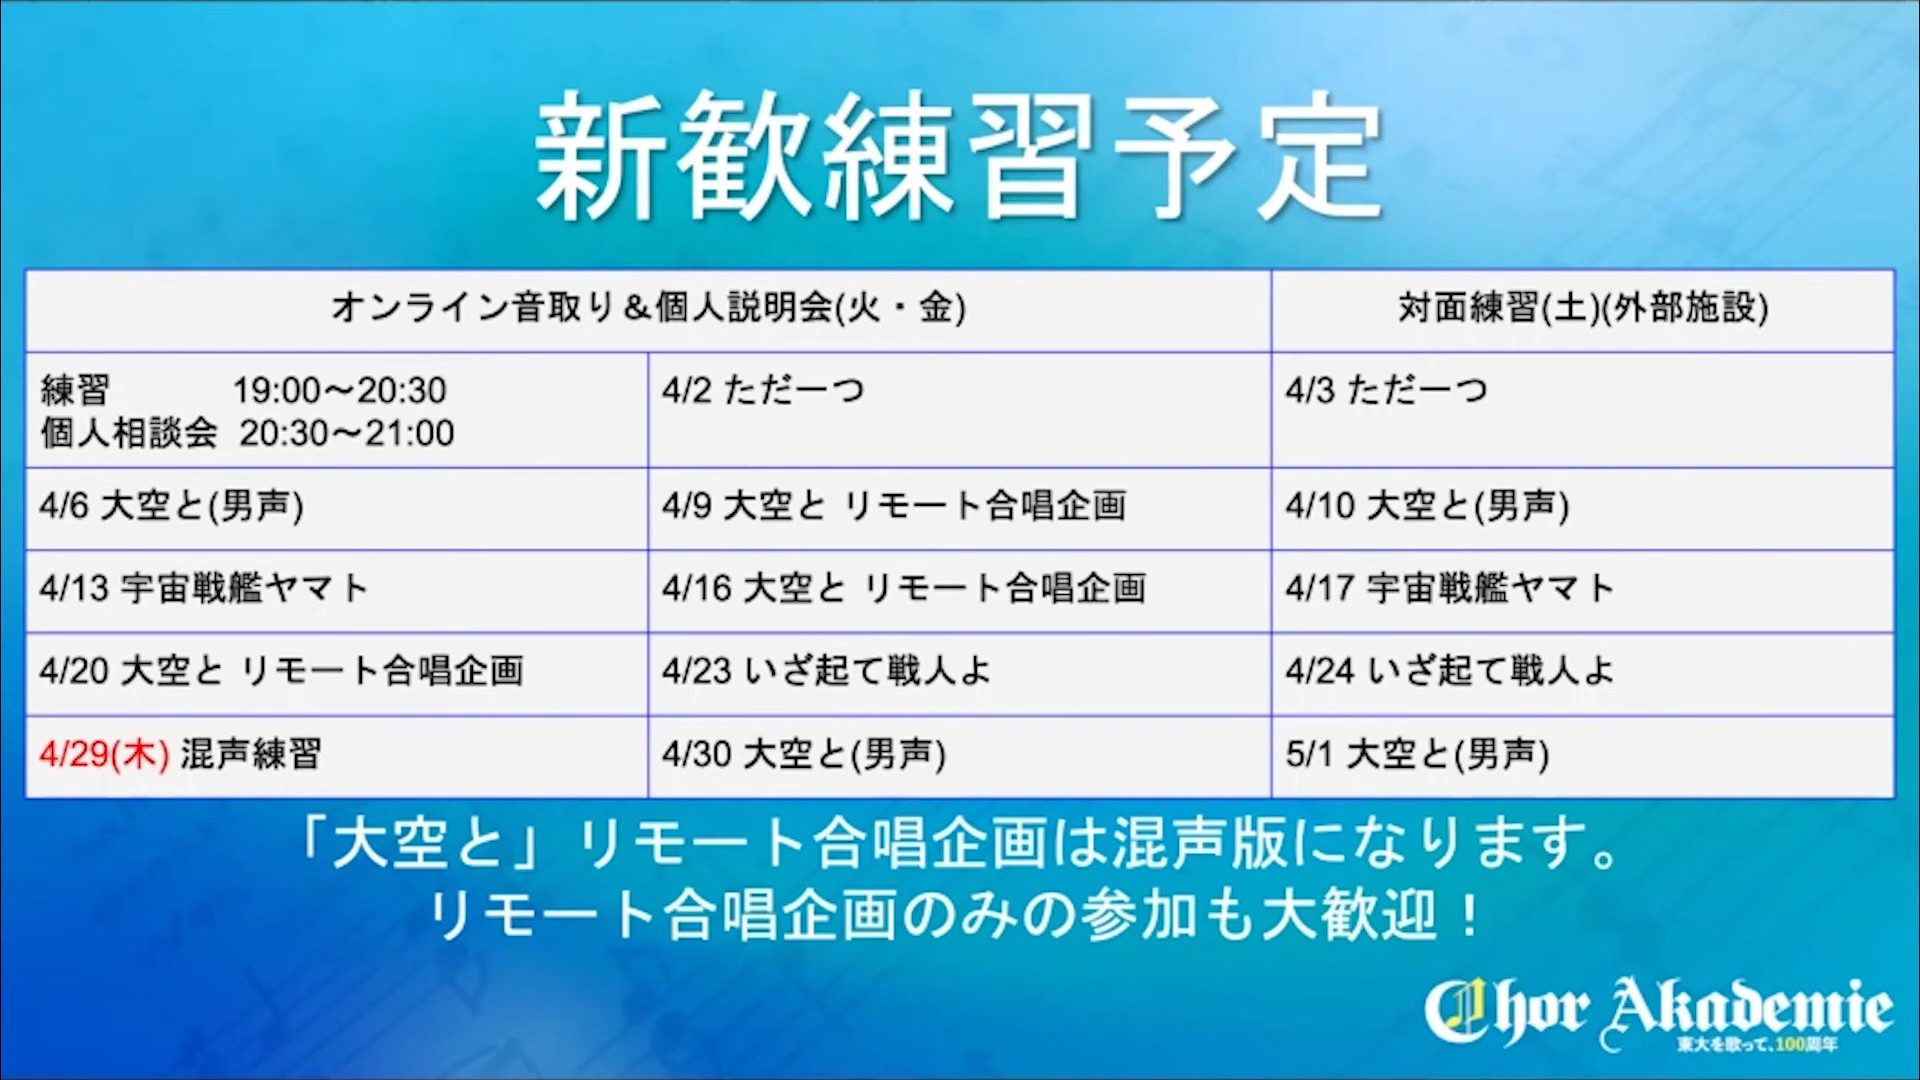 新歓練習予定
オンライン音取り＆個人説明会(火・金)
対面練習(土)(外部施設)
練習 19:00～20:30
個人相談会 20:30～21:00
4/2 ただ一つ
4/3 ただ一つ
4/6 大空と(男声)
4/9 大空と リモート合唱企画
4/10 大空と(男声)
4/13 宇宙戦艦ヤマト
4/16 大空と リモート合唱企画
4/17 宇宙戦艦ヤマト
4/20 大空と リモート合唱企画
4/23 いざ起て戦人よ
4/24 いざ起て戦人よ
4/29(木) 混声練習
4/30 大空と(男声)
5/1 大空と(男声)
「大空と」リモート合唱企画は混声版になります。
リモート合唱企画のみの参加も大歓迎！
Chor Akademie
東大を歌って、100周年